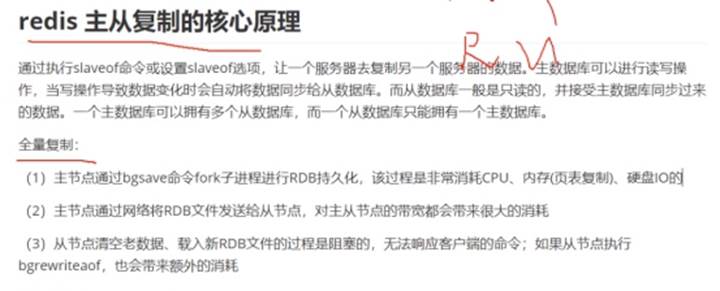 redis 主从复制的核心原理
R
通过执行slaveof命令或设置slaveof选项，让一个服务器去复制另一个服务器的数据。主数据库可以进行读写操
作，当写操作导致数据变化时会自动将数据同步给从数据库。而从数据库一般是只读的，并接受主数据库同步过来
的数据。一个主数据库可以拥有多个从数据库，而一个从数据库只能拥有一个主数据库。
全量复制：
（1）主节点通过bgsave命令fork子进程进行RDB持久化，该过程是非常消耗CPU、内存(页表复制)、硬盘IO的
（2）主节点通过网络将RDB文件发送给从节点，对主从节点的带宽都会带来很大的消耗
（3）从节点清空老数据、载入新RDB文件的过程是阻塞的，无法响应客户端的命令；如果从节点执行
bgrewriteaof，也会带来额外的消耗